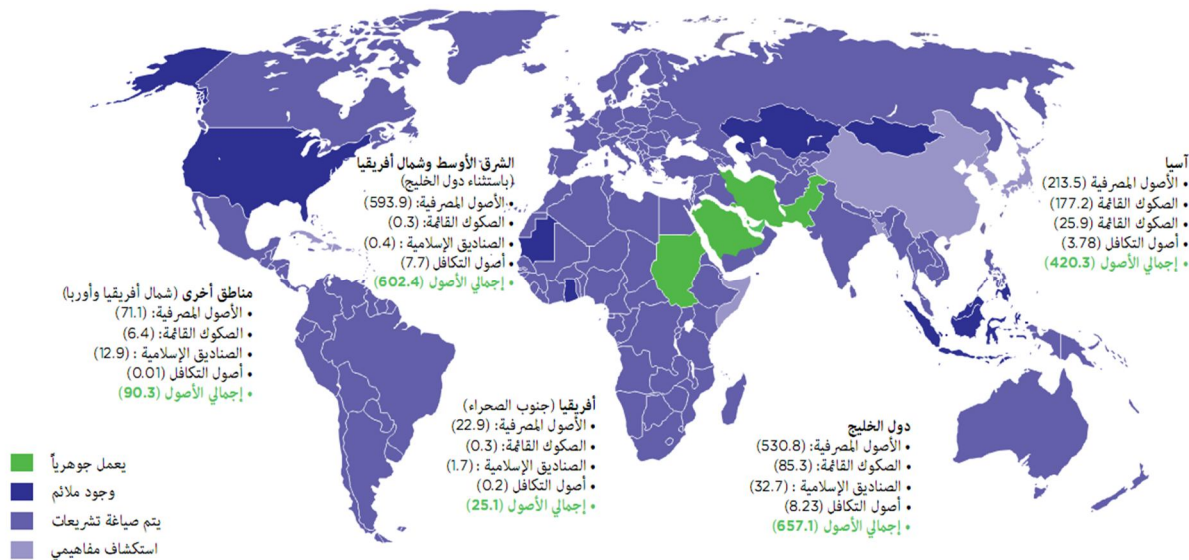 الشرق الأوسط وشمال أفريقيا
(باستثناء دول الخليج)
• الأصول المصرفية: (593.9)
• الصكوك القائمة: (0.3)
• الصناديق الإسلامية : (0.4)
• أصول التكافل (7.7)
• إجمالي الأصول (602.4)
آسيا
• الأصول المصرفية (213.5)
• الصكوك القائمة (177.2)
• الصكوك القائمة (25.9)
• أصول التكافل (3.78)
• إجمالي الأصول (420.3)
مناطق أخرى (شمال أفريقيا وأوربا)
• الأصول المصرفية: (71.1)
• الصكوك القائمة: (6.4)
• الصناديق الإسلامية : (12.9)
• أصول التكافل (0.01)
• إجمالي الأصول (90.3)
أفريقيا (جنوب الصحراء)
• الأصول المصرفية: (22.9)
• الصكوك القائمة: (0.3)
• الصناديق الإسلامية : (1.7)
• أصول التكافل (0.2)
• إجمالي الأصول (25.1)
دول الخليج
• الأصول المصرفية: (530.8)
• الصكوك القائمة: (85.3)
• الصناديق الإسلامية : (32.7)
• أصول التكافل (8.23)
• إجمالي الأصول (657.1)
يعمل جوهرياً
وجود ملائم
يتم صياغة تشريعات
استكشاف مفاهيمي